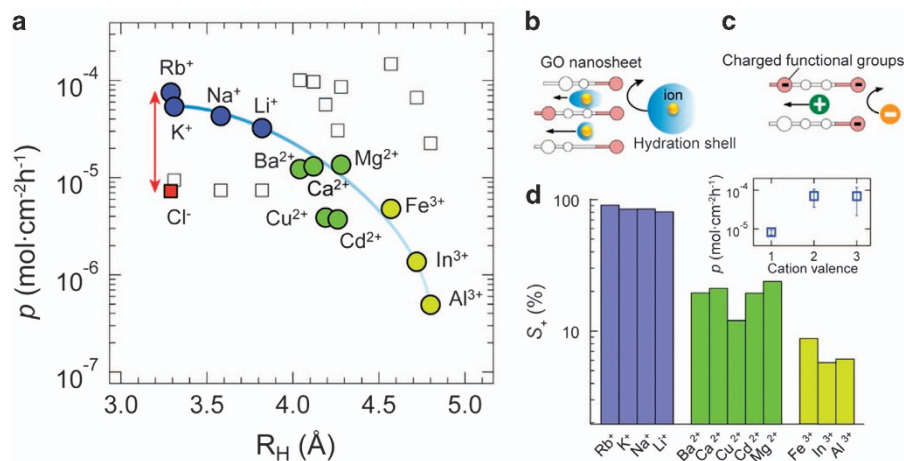 a
p (mol·cm⁻²h⁻¹)
10⁻⁴
10⁻⁵
10⁻⁶
10⁻⁷
Rb⁺
K⁺
Na⁺
Li⁺
Ba²⁺
Ca²⁺
Mg²⁺
Cl⁻
Cu²⁺
Cd²⁺
Fe³⁺
In³⁺
Al³⁺
3.0 3.5 4.0 4.5 5.0
R_H (Å)
b
GO nanosheet
ion
Hydration shell
c
Charged functional groups
-
-
+
-
-
d
S₊ (%)
100
10
p (mol·cm⁻²h⁻¹)
10⁻⁴
10⁻⁵
1 2 3
Cation valence
Rb⁺ K⁺ Na⁺ Li⁺ Ba²⁺ Ca²⁺ Cu²⁺ Cd²⁺ Mg²⁺ Fe³⁺ In³⁺ Al³⁺